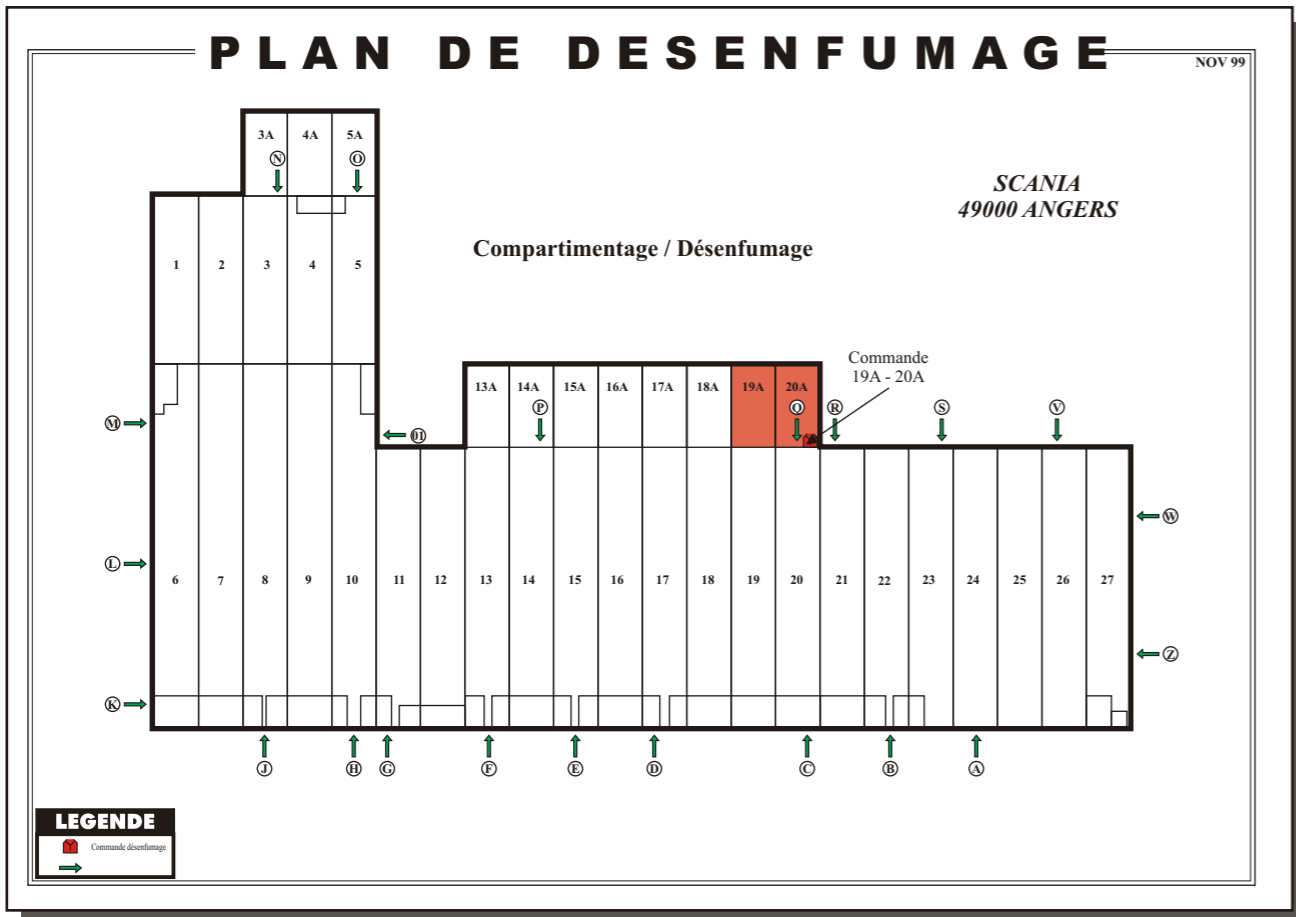 PLAN DE DESENFUMAGE
NOV 99
3A 4A 5A
N O
SCANIA
49000 ANGERS
Compartimentage / Désenfumage
1 2 3 4 5
Commande
19A - 20A
13A 14A 15A 16A 17A 18A 19A 20A
P Q R S V
M
01
W
L
6 7 8 9 10 11 12 13 14 15 16 17 18 19 20 21 22 23 24 25 26 27
Z
K
J H G F E D C B A
LEGENDE
Commande désenfumage